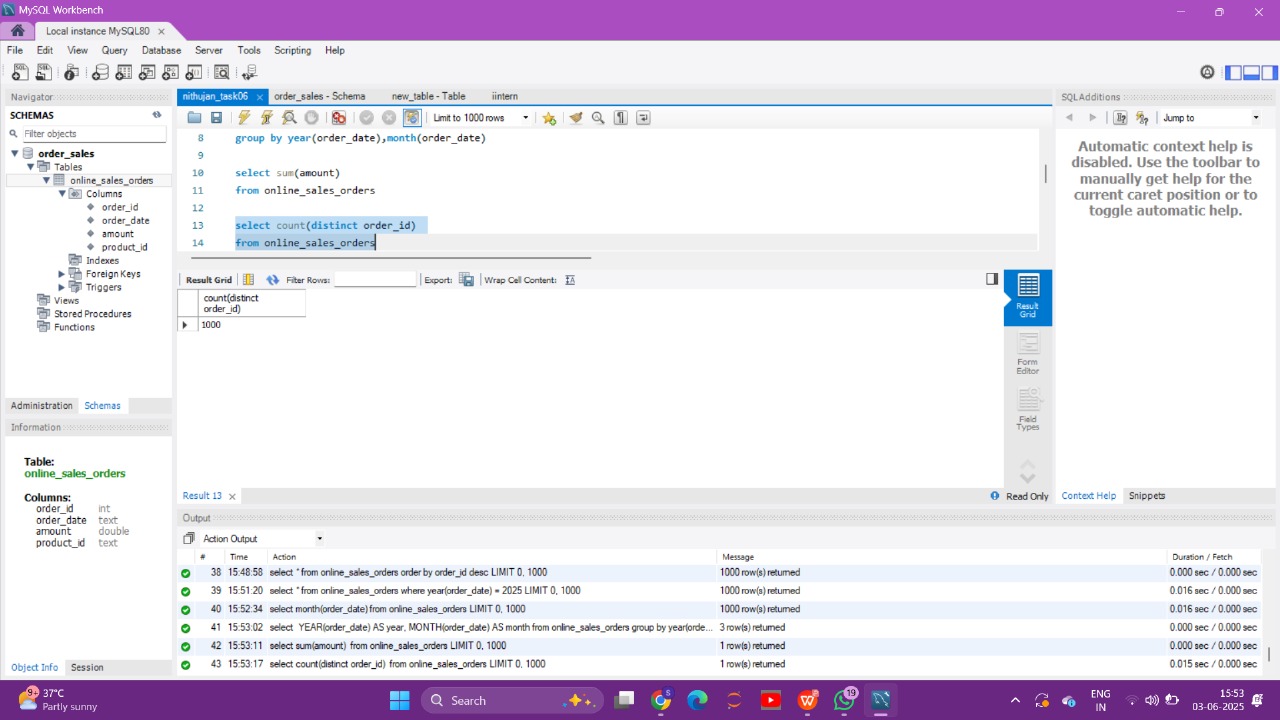 MySQL Workbench
Local instance MySQL80
File Edit View Query Database Server Tools Scripting Help
Navigator
SCHEMAS
Filter objects
order_sales
Tables
online_sales_orders
Columns
order_id
order_date
amount
product_id
Indexes
Foreign Keys
Triggers
Views
Stored Procedures
Functions
Administration Schemas
Information
Table:
online_sales_orders
Columns:
order_id int
order_date text
amount double
product_id text
Object Info Session
nithujan_task06 order_sales - Schema new_table - Table iintern
Limit to 1000 rows
8 group by year(order_date),month(order_date)
9
10 select sum(amount)
11 from online_sales_orders
12
13 select count(distinct order_id)
14 from online_sales_orders
Result Grid Filter Rows: Export: Wrap Cell Content:
count(distinct
order_id)
1000
Result
Grid
Form
Editor
Field
Types
Result 13
Read Only
Output
Action Output
# Time Action Message Duration / Fetch
38 15:48:58 select * from online_sales_orders order by order_id desc LIMIT 0, 1000 1000 row(s) returned 0.000 sec / 0.000 sec
39 15:51:20 select * from online_sales_orders where year(order_date) = 2025 LIMIT 0, 1000 1000 row(s) returned 0.016 sec / 0.000 sec
40 15:52:34 select month(order_date) from online_sales_orders LIMIT 0, 1000 1000 row(s) returned 0.016 sec / 0.000 sec
41 15:53:02 select YEAR(order_date) AS year, MONTH(order_date) AS month from online_sales_orders group by year(orde... 3 row(s) returned 0.000 sec / 0.000 sec
42 15:53:11 select sum(amount) from online_sales_orders LIMIT 0, 1000 1 row(s) returned 0.000 sec / 0.000 sec
43 15:53:17 select count(distinct order_id) from online_sales_orders LIMIT 0, 1000 1 row(s) returned 0.015 sec / 0.000 sec
SQLAdditions
Jump to
Automatic context help is
disabled. Use the toolbar to
manually get help for the
current caret position or to
toggle automatic help.
Context Help Snippets
9+
37°C
Partly sunny
Search
S
19
ENG
IN
15:53
03-06-2025